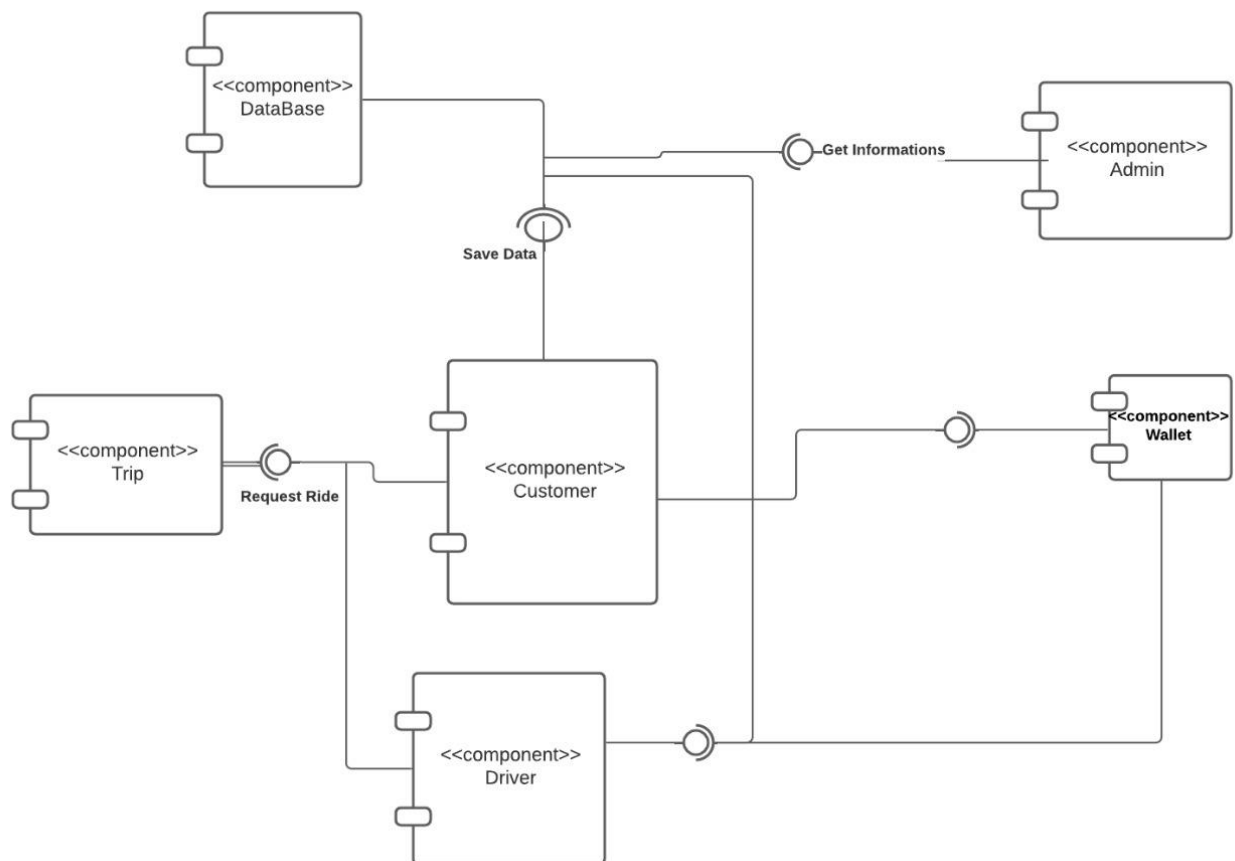 <<component>>
DataBase
<<component>>
Admin
Get Informations
Save Data
<<component>>
Trip
Request Ride
<<component>>
Customer
<<component>>
Wallet
<<component>>
Driver